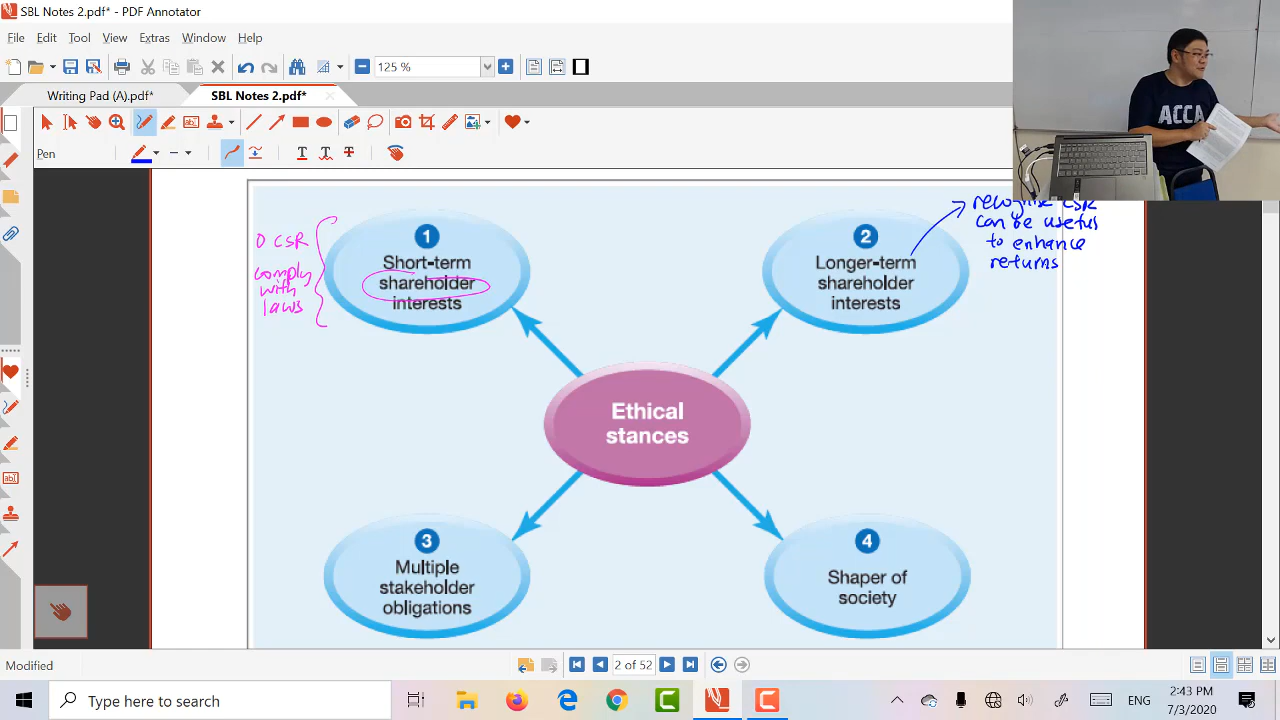 SBL Notes 2.pdf* - PDF Annotator
File Edit Tool View Extras Window Help
125 %
Writing Pad (A).pdf* SBL Notes 2.pdf*
Pen
ACCA
1
Short-term
shareholder
interests
0 CSR
comply
with
laws
2
Longer-term
shareholder
interests
recognise CSR
can be useful
to enhance
returns
Ethical
stances
3
Multiple
stakeholder
obligations
4
Shaper of
society
Modified
2 of 52
Type here to search
ENG
2:43 PM
7/3/2020